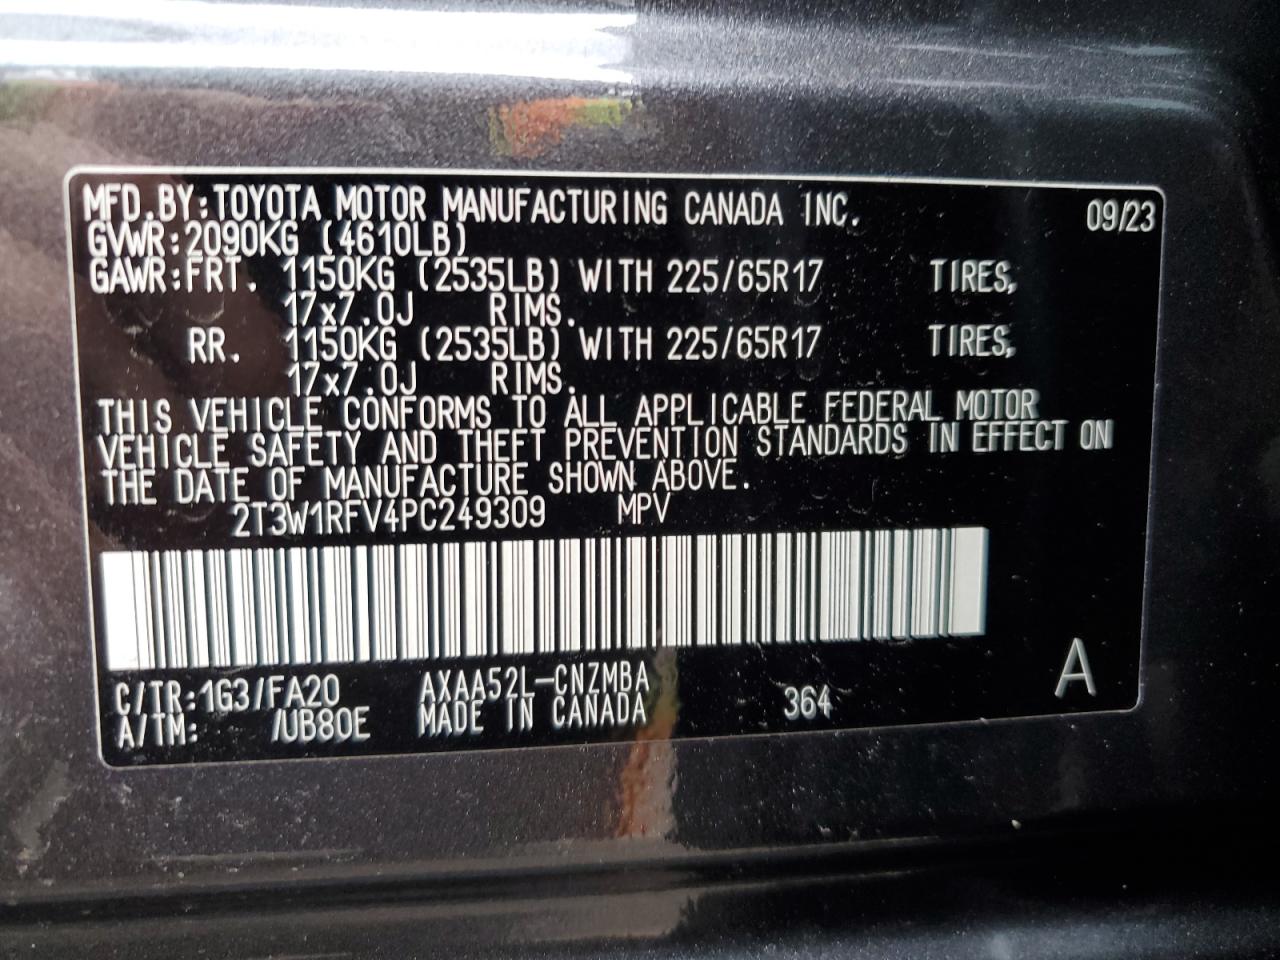 MFD.BY:TOYOTA MOTOR MANUFACTURING CANADA INC. 09/23
GVWR:2090KG (4610LB)
GAWR:FRT. 1150KG (2535LB) WITH 225/65R17 TIRES,
17x7.0J RIMS.
RR. 1150KG (2535LB) WITH 225/65R17 TIRES,
17x7.0J RIMS.
THIS VEHICLE CONFORMS TO ALL APPLICABLE FEDERAL MOTOR
VEHICLE SAFETY AND THEFT PREVENTION STANDARDS IN EFFECT ON
THE DATE OF MANUFACTURE SHOWN ABOVE.
2T3W1RFV4PC249309 MPV
C/TR:1G3/FA20 AXAA52L-CNZMBA 364 A
A/TM: /UB80E MADE IN CANADA